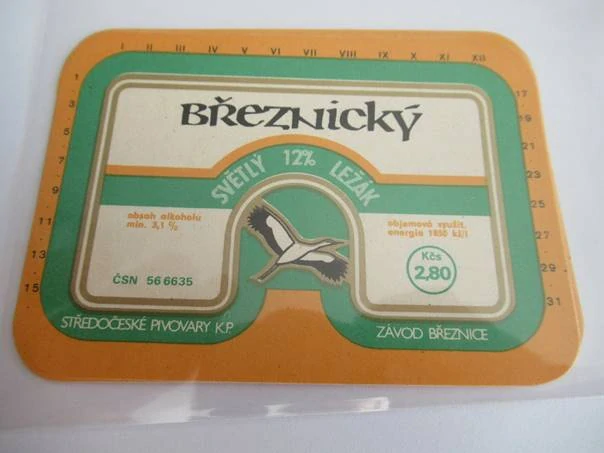 I II III IV V VI VII VIII IX X XI XII
BŘEZNICKÝ
SVĚTLÝ 12% LEŽÁK
obsah alkoholu
min. 3,1 %
ČSN 56 6635
objemová využit.
energie 1850 kJ/l
Kčs
2,80
STŘEDOČESKÉ PIVOVARY K.P.
ZÁVOD BŘEZNICE
1
3
5
7
9
11
13
15
17
19
21
23
25
27
29
31